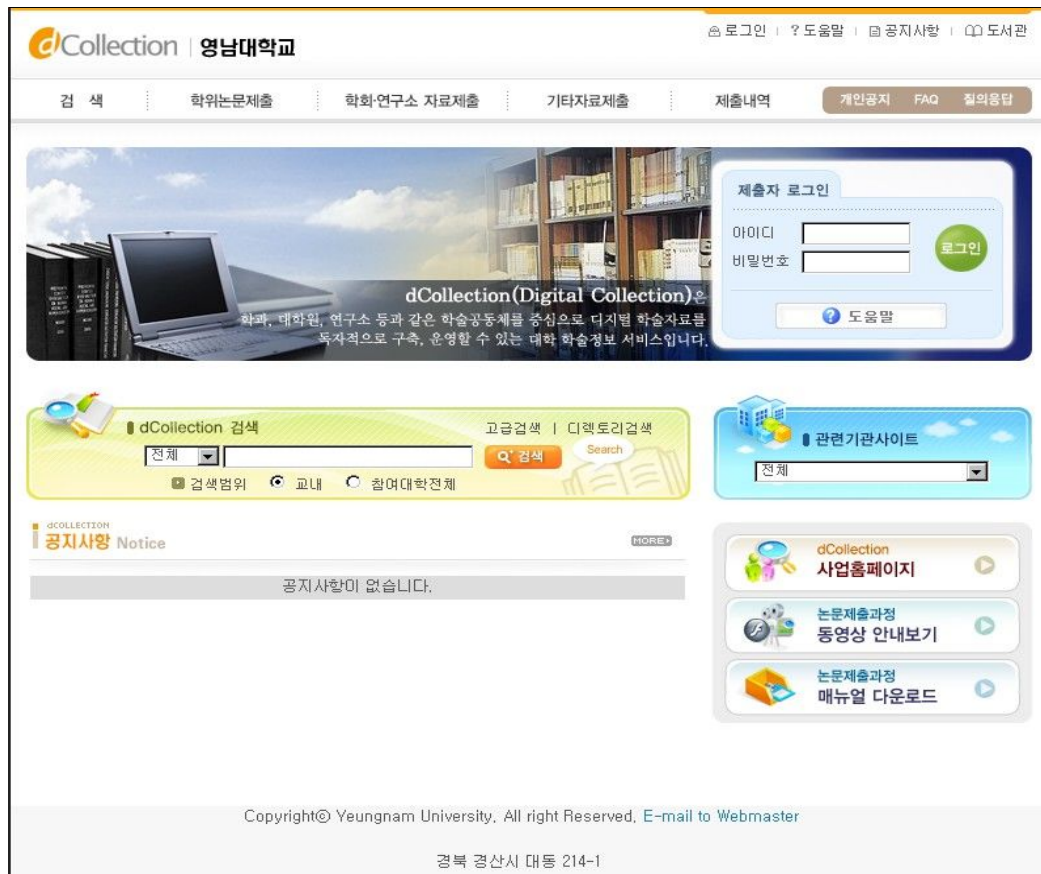 dCollection 영남대학교
로그인 ? 도움말 공지사항 도서관
검 색 학위논문제출 학회·연구소 자료제출 기타자료제출 제출내역 개인공지 FAQ 질의응답
제출자 로그인
아이디
비밀번호
로그인
? 도움말
dCollection(Digital Collection)은
학과, 대학원, 연구소 등과 같은 학술공동체를 중심으로 디지털 학술자료를
독자적으로 구축, 운영할 수 있는 대학 학술정보 서비스입니다.
dCollection 검색 고급검색 | 디렉토리검색
전체 검색 Search
검색범위 교내 참여대학전체
관련기관사이트
전체
dCOLLECTION
공지사항 Notice MORE
공지사항이 없습니다.
dCollection
사업홈페이지
논문제출과정
동영상 안내보기
논문제출과정
매뉴얼 다운로드
Copyrightⓒ Yeungnam University, All right Reserved, E-mail to Webmaster
경북 경산시 대동 214-1